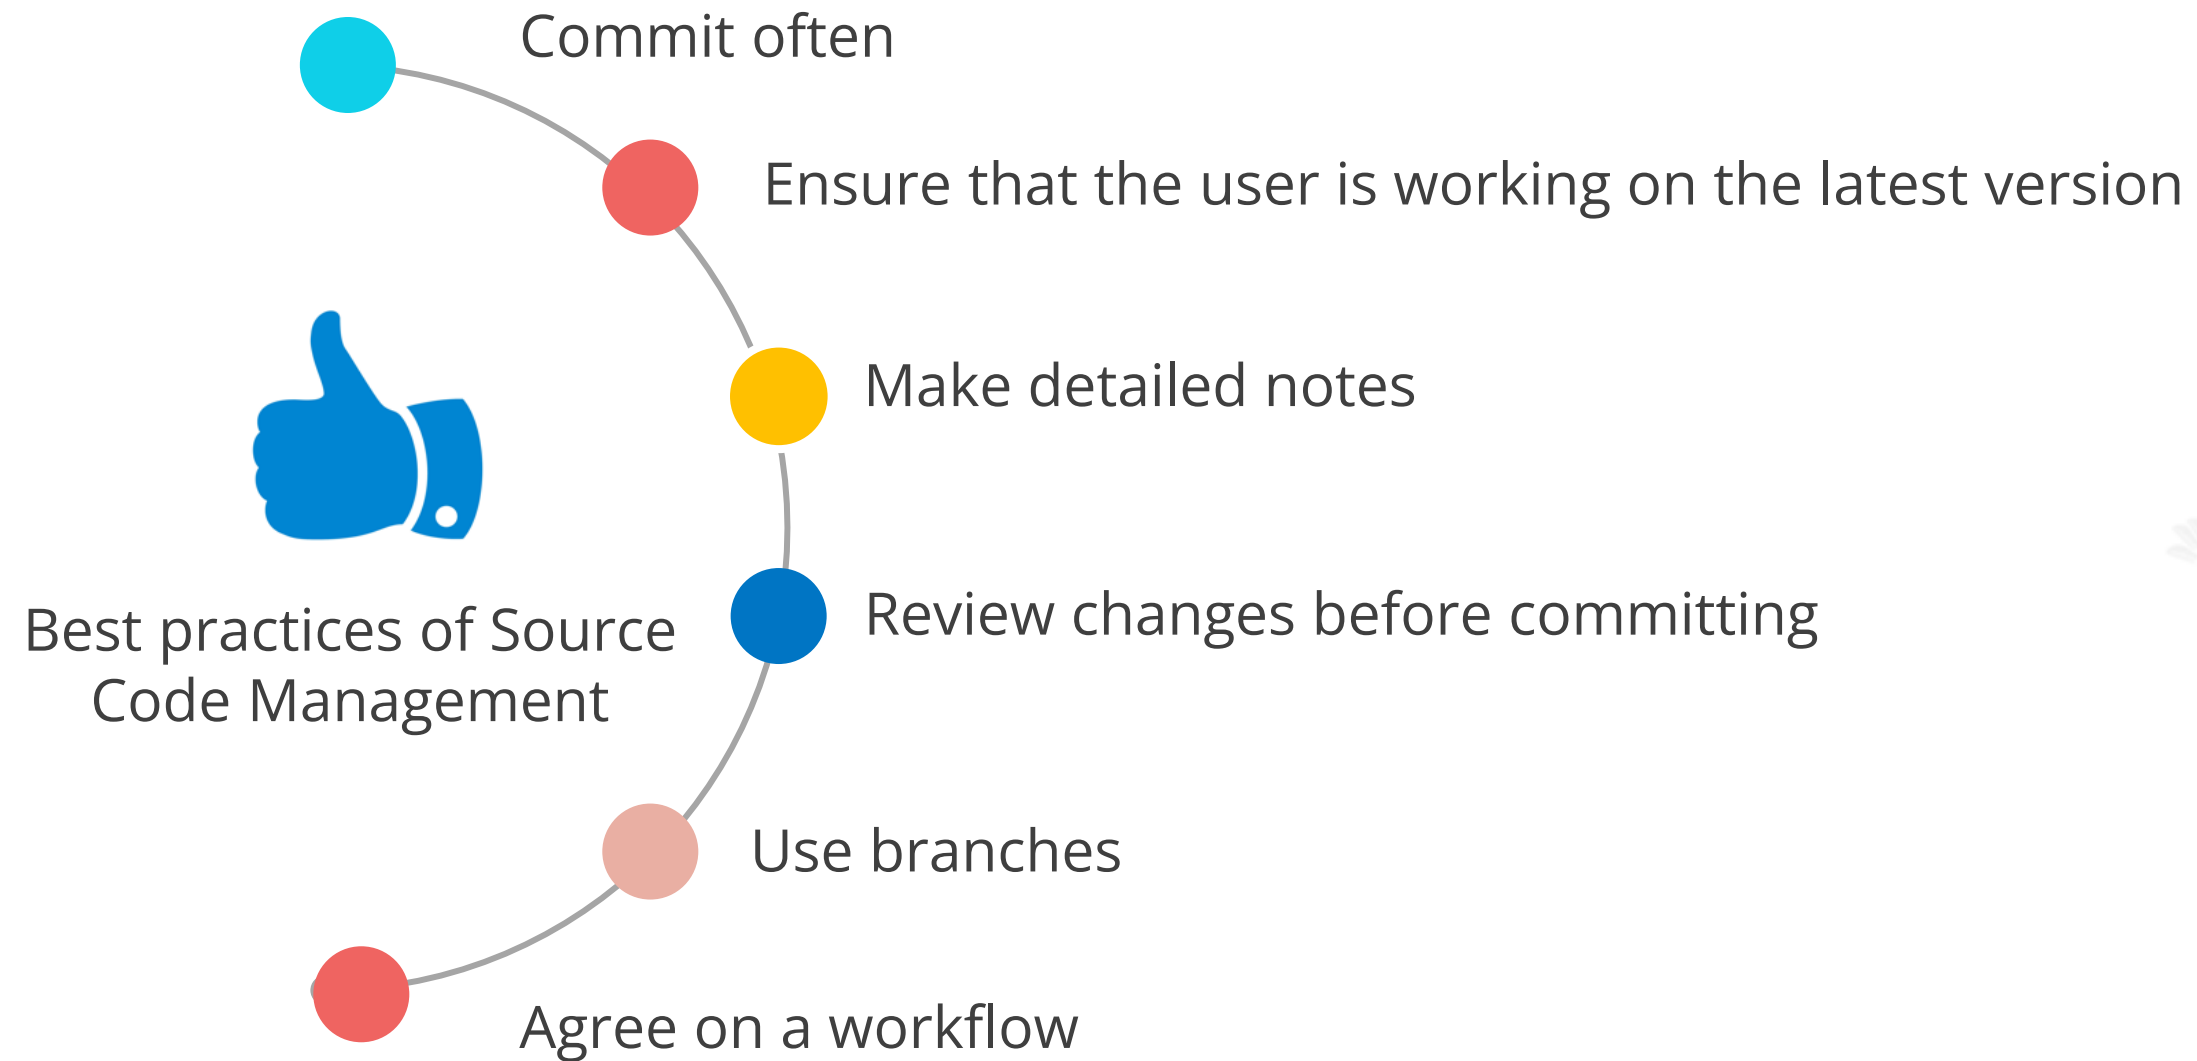 Commit often
Ensure that the user is working on the latest version
Make detailed notes
Review changes before committing
Best practices of Source
Code Management
Use branches
Agree on a workflow